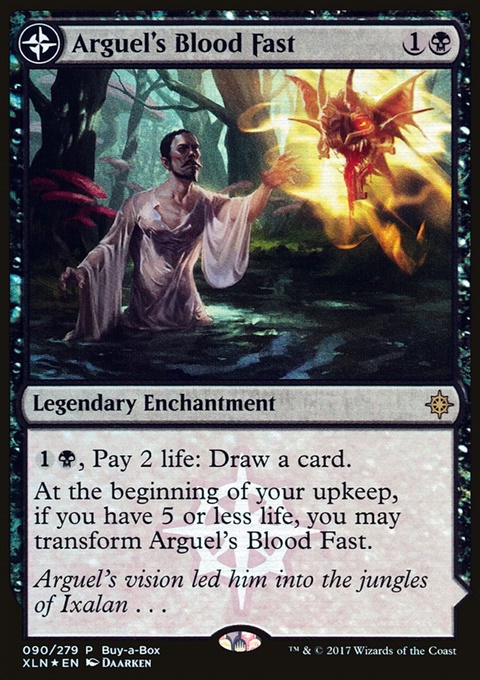 Arguel's Blood Fast 1
Legendary Enchantment
1 , Pay 2 life: Draw a card.
At the beginning of your upkeep,
if you have 5 or less life, you may
transform Arguel's Blood Fast.
Arguel's vision led him into the jungles
of Ixalan . . .
090/279 P Buy-a-Box
XLN★EN Daarken
™ & © 2017 Wizards of the Coast